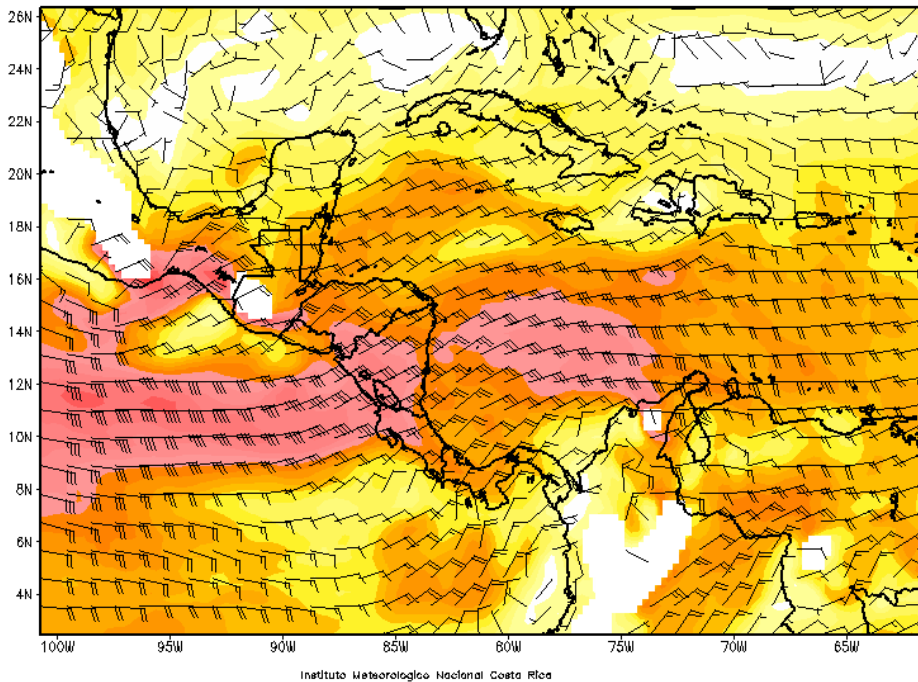 26N
24N
22N
20N
18N
16N
14N
12N
10N
8N
6N
4N
100W 95W 90W 85W 80W 75W 70W 65W
Instituto Meteorologico Nacional Costa Rica